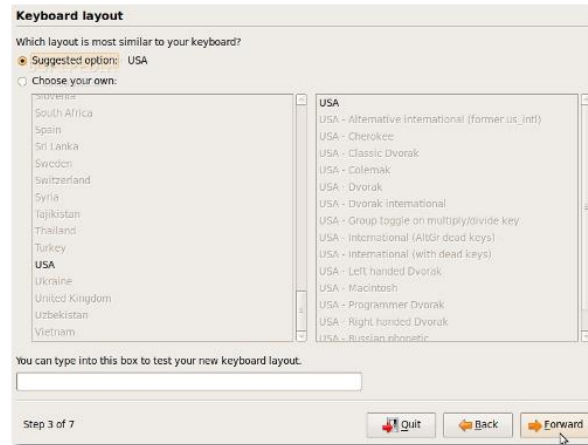 Keyboard layout
Which layout is most similar to your keyboard?
Suggested option: USA
Choose your own:
Slovenia
South Africa
Spain
Sri Lanka
Sweden
Switzerland
Syria
Tajikistan
Thailand
Turkey
USA
Ukraine
United Kingdom
Uzbekistan
Vietnam
USA
USA - Alternative international (former us_intl)
USA - Cherokee
USA - Classic Dvorak
USA - Colemak
USA - Dvorak
USA - Dvorak international
USA - Group toggle on multiply/divide key
USA - International (AltGr dead keys)
USA - International (with dead keys)
USA - Left handed Dvorak
USA - Macintosh
USA - Programmer Dvorak
USA - Right handed Dvorak
USA - Russian phonetic
You can type into this box to test your new keyboard layout.
Step 3 of 7
Quit
Back
Forward